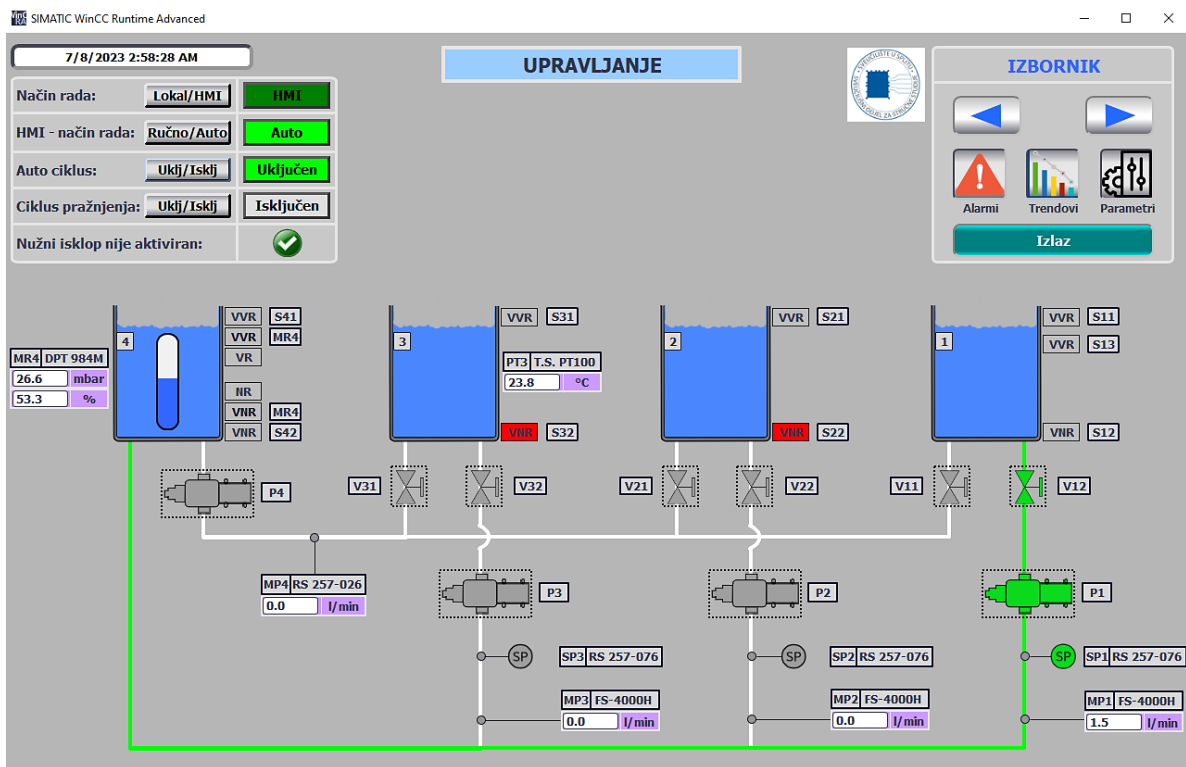 SIMATIC WinCC Runtime Advanced
7/8/2023 2:58:28 AM
UPRAVLJANJE
IZBORNIK
Način rada: Lokal/HMI HMI
HMI - način rada: Ručno/Auto Auto
Auto ciklus: Uklj/Isklj Uključen
Ciklus pražnjenja: Uklj/Isklj Isključen
Nužni isklop nije aktiviran:
Alarmi Trendovi Parametri
Izlaz
4
VVR S41
VVR MR4
VR
NR
VNR MR4
VNR S42
MR4 DPT 984M
26.6 mbar
53.3 %
3
VVR S31
PT3 T.S. PT100
23.8 °C
VNR S32
2
VVR S21
VNR S22
1
VVR S11
VVR S13
VNR S12
P4
V31
V32
V21
V22
V11
V12
MP4 RS 257-026
0.0 l/min
P3
P2
P1
SP SP3 RS 257-076
SP SP2 RS 257-076
SP SP1 RS 257-076
MP3 FS-4000H
0.0 l/min
MP2 FS-4000H
0.0 l/min
MP1 FS-4000H
1.5 l/min